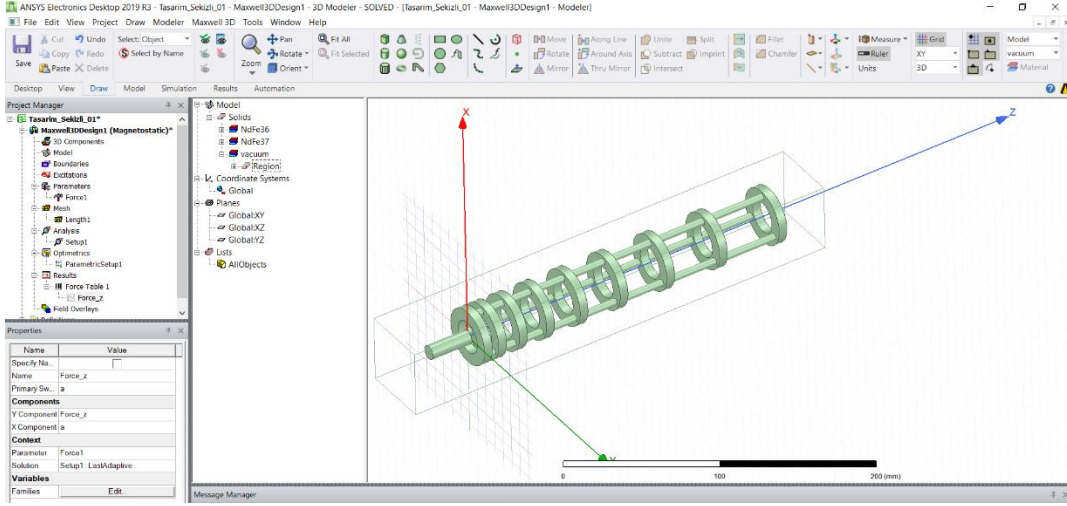 ANSYS Electronics Desktop 2019 R3 - Tasarim_Sekizli_01 - Maxwell3DDesign1 - 3D Modeler - SOLVED - [Tasarim_Sekizli_01 - Maxwell3DDesign1 - Modeler]
File Edit View Project Draw Modeler Maxwell 3D Tools Window Help
Save
Cut Undo Select: Object
Copy Redo Select by Name
Paste Delete
Zoom
Pan
Rotate
Orient
Fit All
Fit Selected
Move Along Line Unite Split Fillet
Rotate Around Axis Subtract Imprint Chamfer
Mirror Thru Mirror Intersect
Measure Grid
Ruler XY
Units 3D
Model
vacuum
Material
Desktop View Draw Model Simulation Results Automation
Project Manager
Tasarim_Sekizli_01*
Maxwell3DDesign1 (Magnetostatic)*
3D Components
Model
Boundaries
Excitations
Parameters
Force1
Mesh
Length1
Analysis
Setup1
Optimetrics
ParametricSetup1
Results
Force Table 1
Force_z
Field Overlays
Model
Solids
NdFe36
NdFe37
vacuum
Region
Coordinate Systems
Global
Planes
Global:XY
Global:XZ
Global:YZ
Lists
AllObjects
X
Z
0 100 200 (mm)
Properties
Name Value
Specify Na...
Name Force_z
Primary Sw... a
Components
Y Component Force_z
X Component a
Context
Parameter Force1
Solution Setup1: LastAdaptive
Variables
Families Edit...
Message Manager